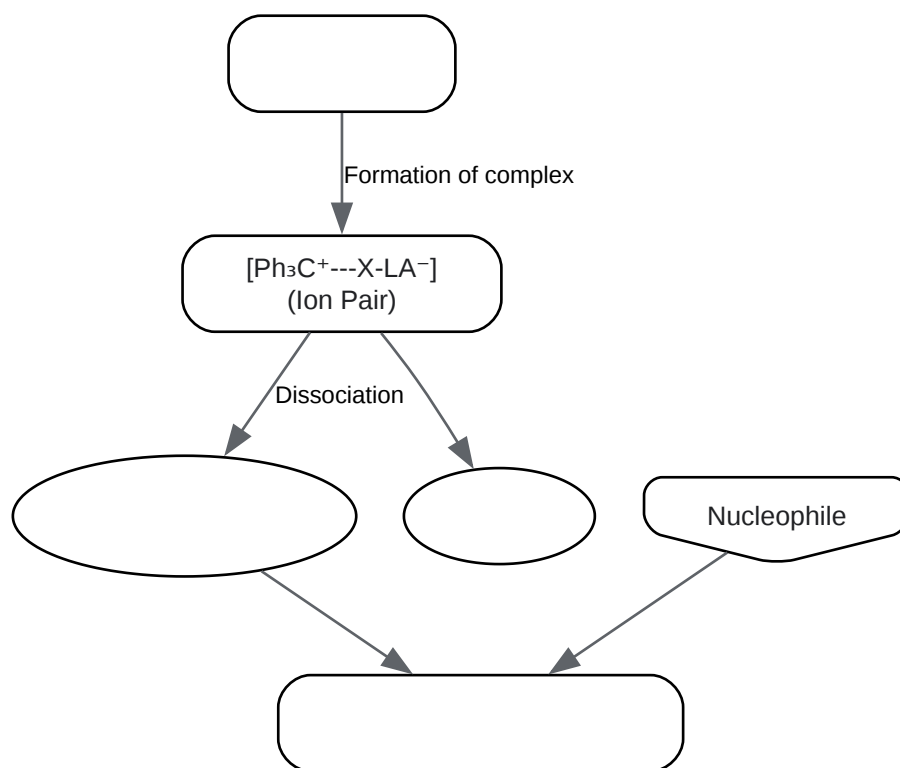 Formation of complex
[Ph₃C⁺---X-LA⁻]
(Ion Pair)
Dissociation
Nucleophile